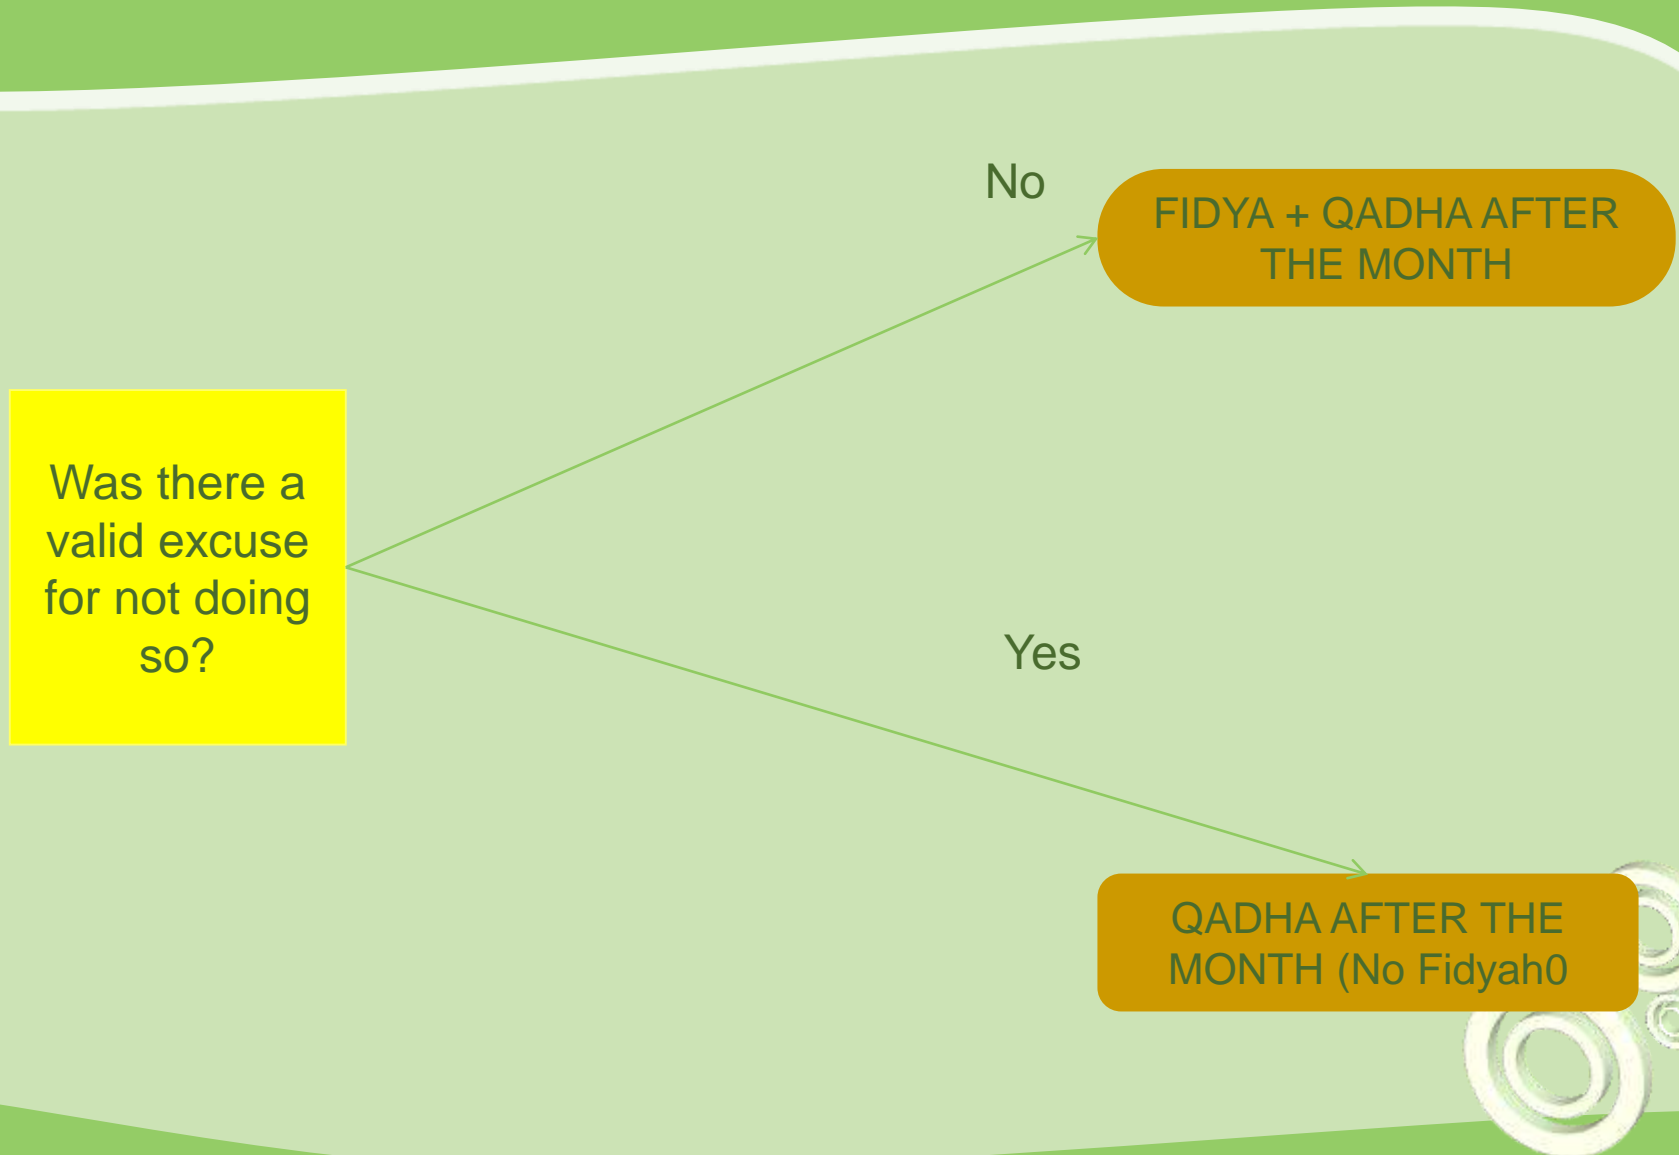 No
FIDYA + QADHA AFTER
THE MONTH
Was there a
valid excuse
for not doing
so?
Yes
QADHA AFTER THE
MONTH (No Fidyah0